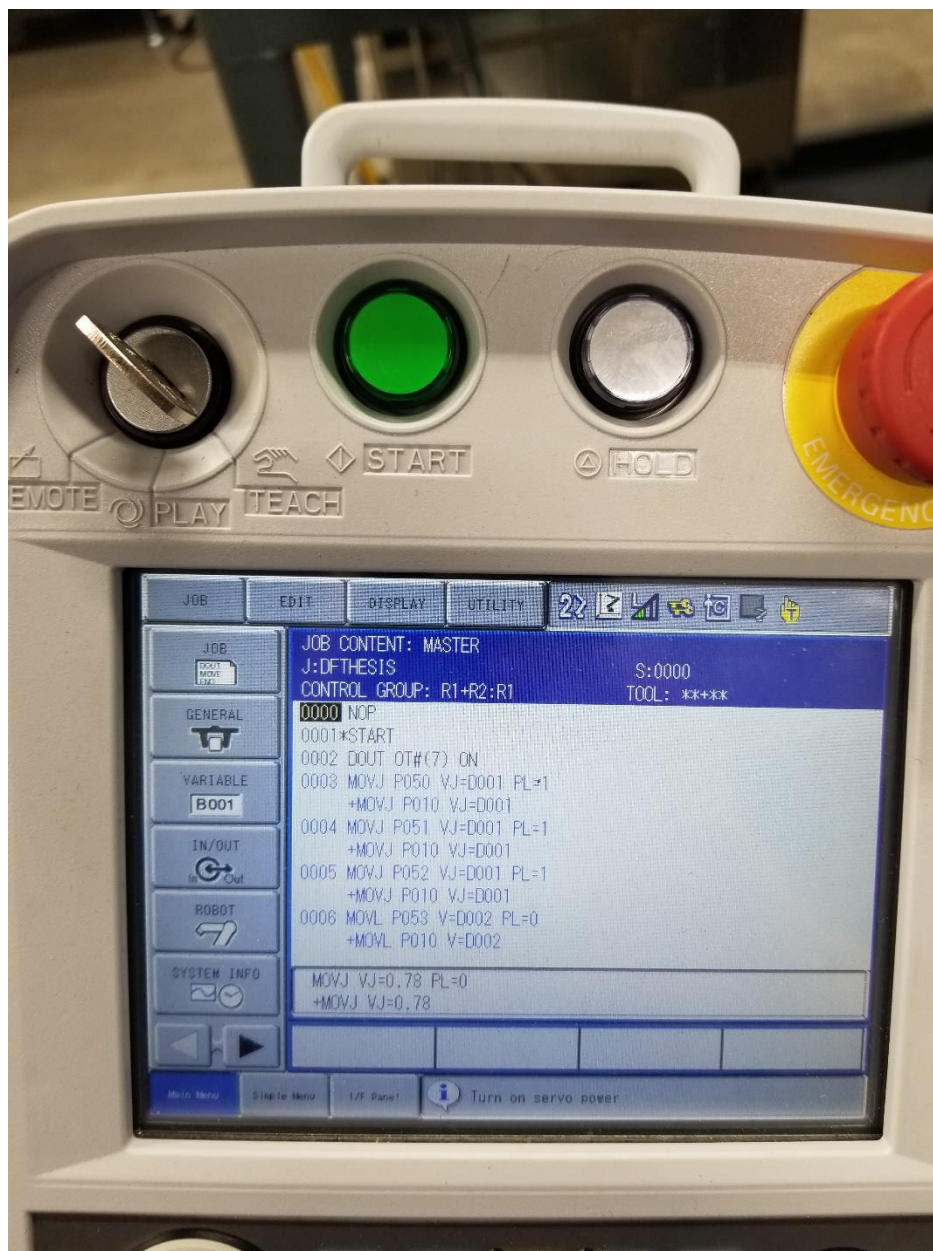 START
HOLD
EMOTE
PLAY
TEACH
EMERGENC
JOB
EDIT
DISPLAY
UTILITY
JOB
DOUT
MOVE
END
JOB CONTENT: MASTER
J:DFTHESIS S:0000
CONTROL GROUP: R1+R2:R1 TOOL: **+**
GENERAL
VARIABLE
B001
IN/OUT
In Out
ROBOT
SYSTEM INFO
0000 NOP
0001*START
0002 DOUT OT#(7) ON
0003 MOVJ P050 VJ=D001 PL=1
+MOVJ P010 VJ=D001
0004 MOVJ P051 VJ=D001 PL=1
+MOVJ P010 VJ=D001
0005 MOVJ P052 VJ=D001 PL=1
+MOVJ P010 VJ=D001
0006 MOVL P053 V=D002 PL=0
+MOVL P010 V=D002
MOVJ VJ=0.78 PL=0
+MOVJ VJ=0.78
Main Menu
Simple Menu
I/F Panel
Turn on servo power